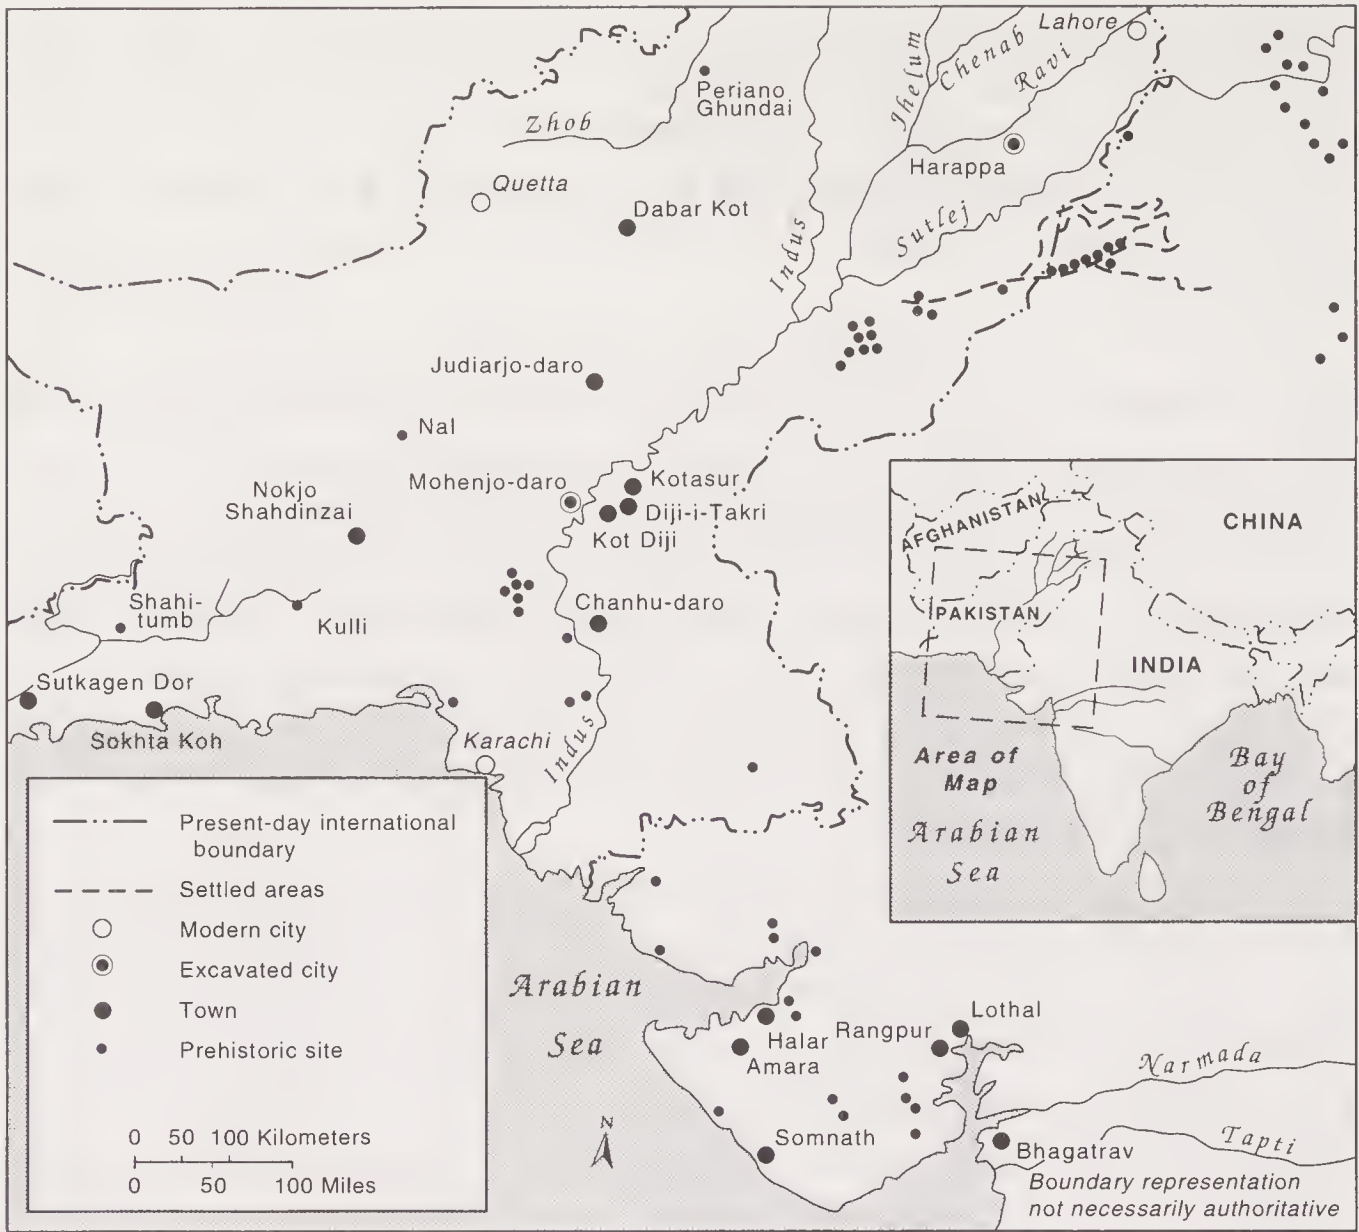 Lahore
Jhelum
Chenab
Ravi
Periano
Ghundai
Zhob
Harappa
Quetta
Dabar Kot
Sutlej
Indus
Judiarjo-daro
Nal
Mohenjo-daro
Kotasur
Nokjo
Shahdinzai
Diji-i-Takri
Kot Diji
Shahi-
tumb
Kulli
Chanhu-daro
Sutkagen Dor
Sokhta Koh
Karachi
Indus
AFGHANISTAN
CHINA
PAKISTAN
INDIA
Area of
Map
Arabian
Sea
Bay
of
Bengal
Present-day international
boundary
Settled areas
Modern city
Excavated city
Town
Prehistoric site
0 50 100 Kilometers
0 50 100 Miles
Arabian
Sea
N
Halar
Amara
Rangpur
Lothal
Somnath
Narmada
Tapti
Bhagatrav
Boundary representation
not necessarily authoritative